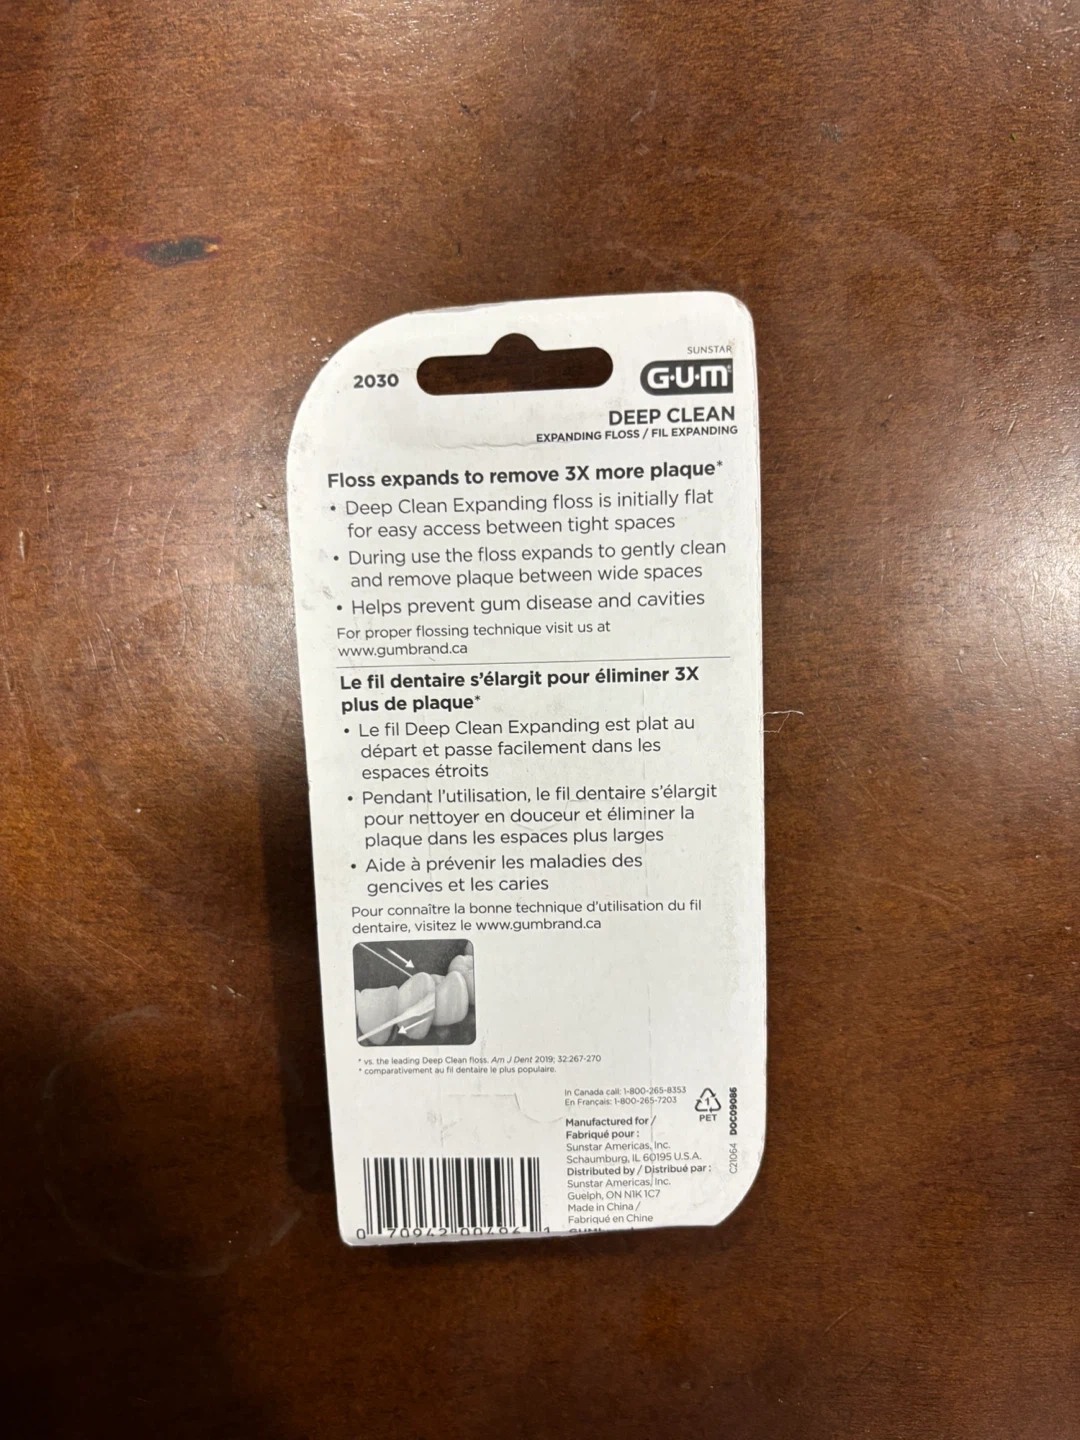 2030
SUNSTAR
G·U·M
DEEP CLEAN
EXPANDING FLOSS / FIL EXPANDING
Floss expands to remove 3X more plaque*
• Deep Clean Expanding floss is initially flat
for easy access between tight spaces
• During use the floss expands to gently clean
and remove plaque between wide spaces
• Helps prevent gum disease and cavities
For proper flossing technique visit us at
www.gumbrand.ca
Le fil dentaire s'élargit pour éliminer 3X
plus de plaque*
• Le fil Deep Clean Expanding est plat au
départ et passe facilement dans les
espaces étroits
• Pendant l'utilisation, le fil dentaire s'élargit
pour nettoyer en douceur et éliminer la
plaque dans les espaces plus larges
• Aide à prévenir les maladies des
gencives et les caries
Pour connaître la bonne technique d'utilisation du fil
dentaire, visitez le www.gumbrand.ca
* vs. the leading Deep Clean floss. Am J Dent 2019; 32:267-270
* comparativement au fil dentaire le plus populaire.
In Canada call: 1-800-265-8353
En Français: 1-800-265-7203
1
PET
C21064 DOC09086
Manufactured for /
Fabriqué pour :
Sunstar Americas, Inc.
Schaumburg, IL 60195 U.S.A.
Distributed by / Distribué par :
Sunstar Americas, Inc.
Guelph, ON N1K 1C7
Made in China /
Fabriqué en Chine
0 70942 00494 1